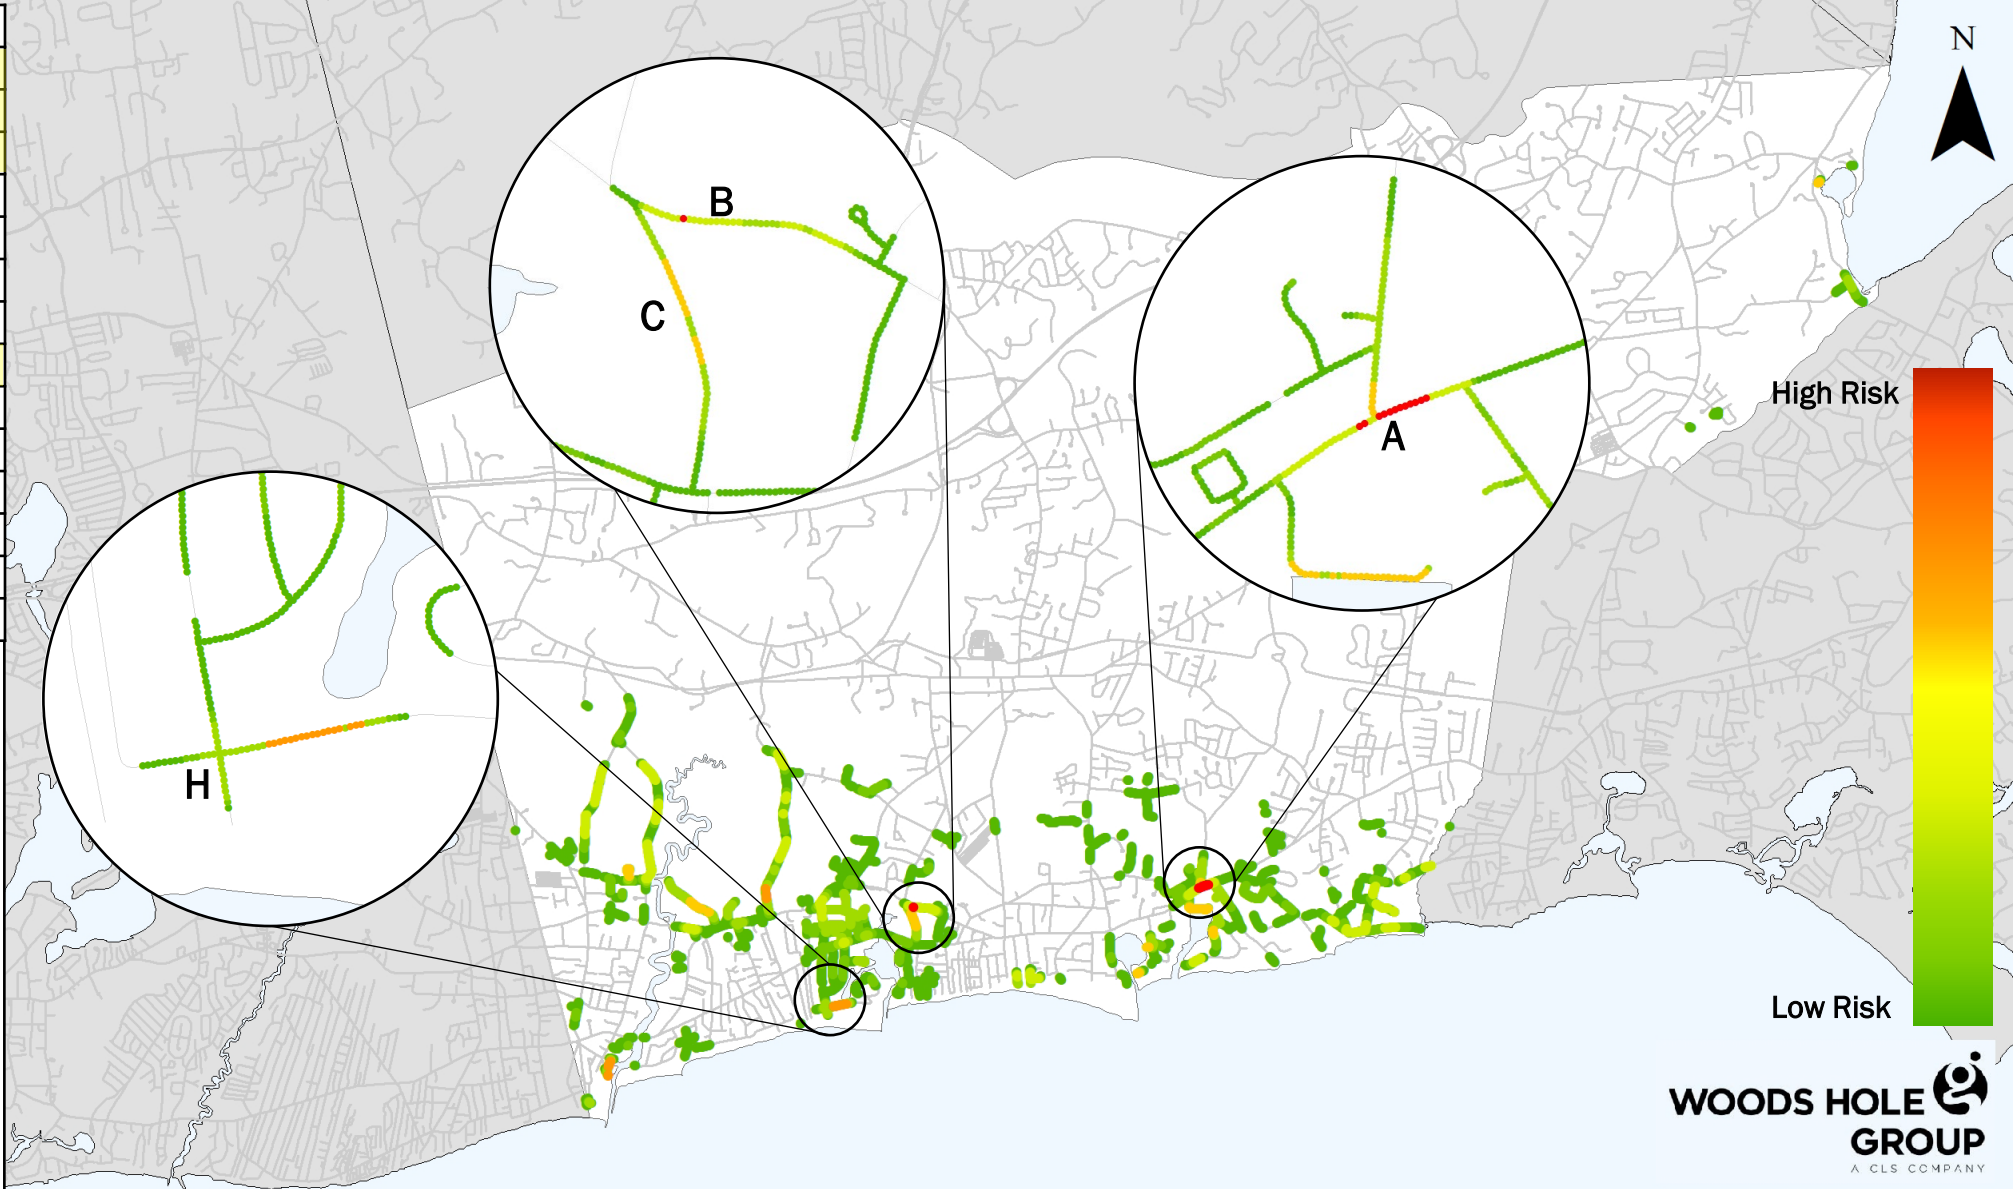 N
B
C
A
High Risk
H
Low Risk
WOODS HOLE
GROUP
A CLS COMPANY